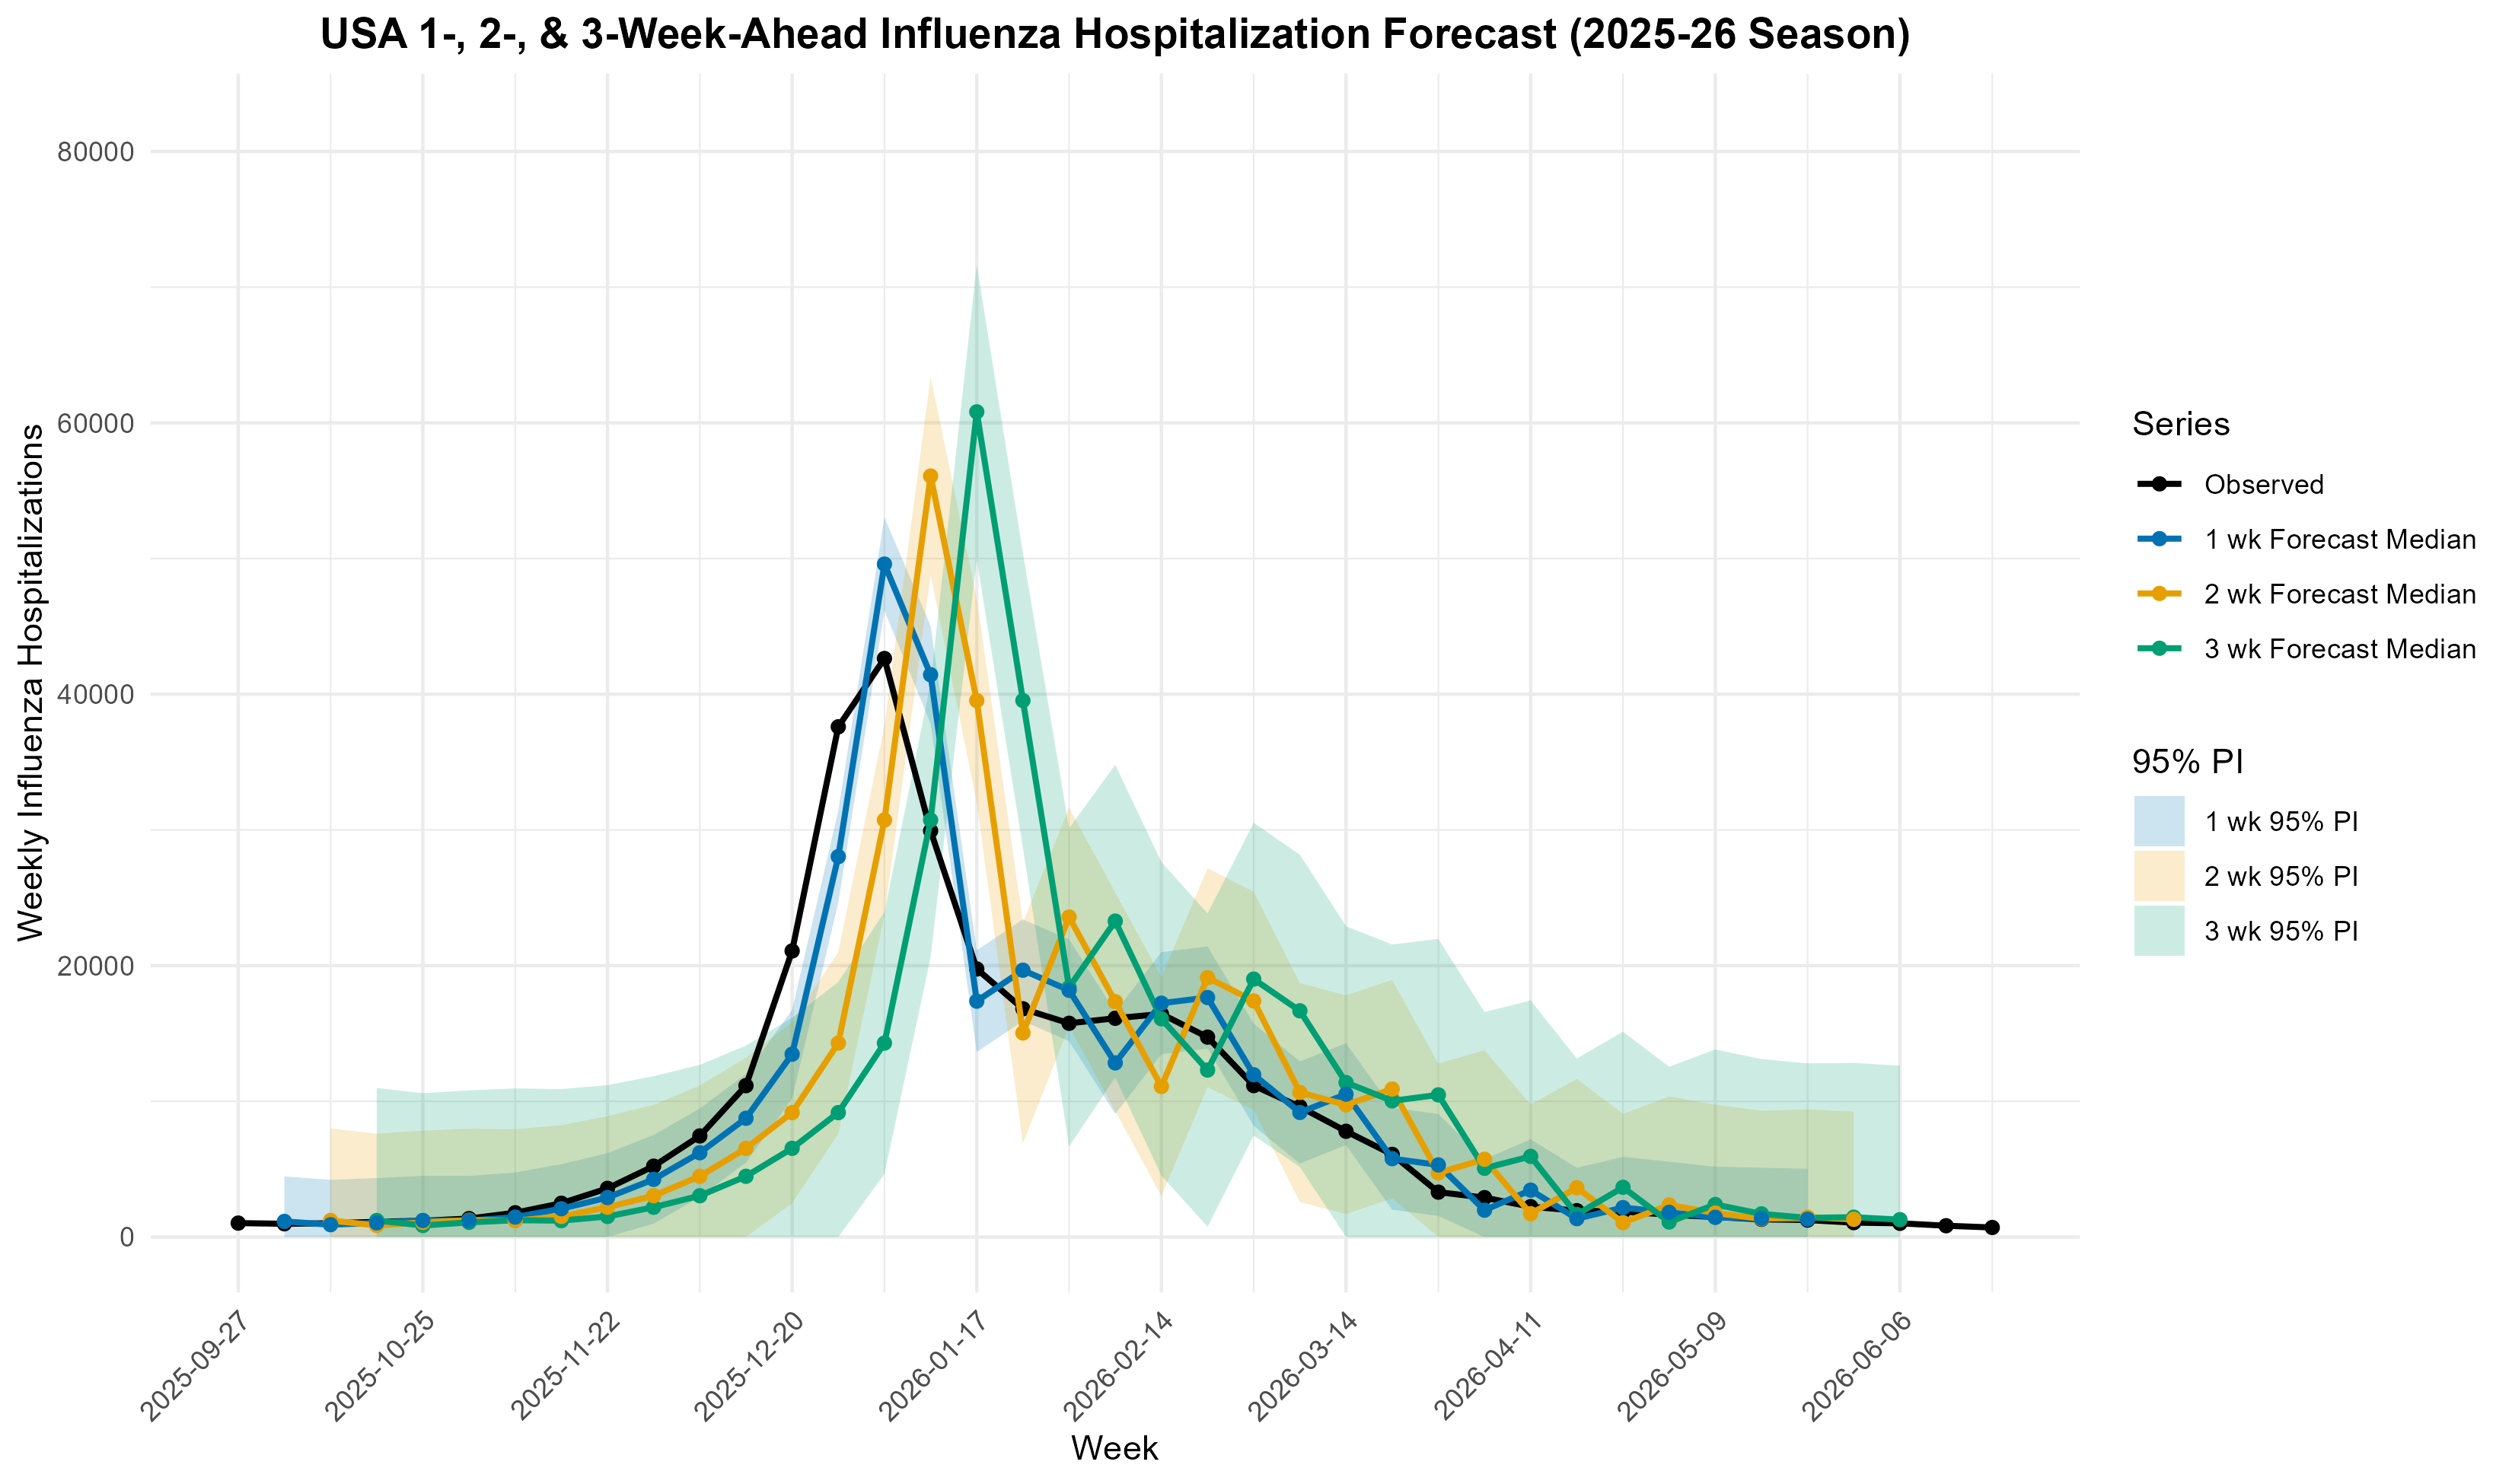 USA 1-, 2-, & 3-Week-Ahead Influenza Hospitalization Forecast (2025-26 Season)
Weekly Influenza Hospitalizations
80000
60000
40000
20000
0
2025-09-27
2025-10-25
2025-11-22
2025-12-20
2026-01-17
2026-02-14
2026-03-14
2026-04-11
2026-05-09
2026-06-06
Week
Series
Observed
1 wk Forecast Median
2 wk Forecast Median
3 wk Forecast Median
95% PI
1 wk 95% PI
2 wk 95% PI
3 wk 95% PI